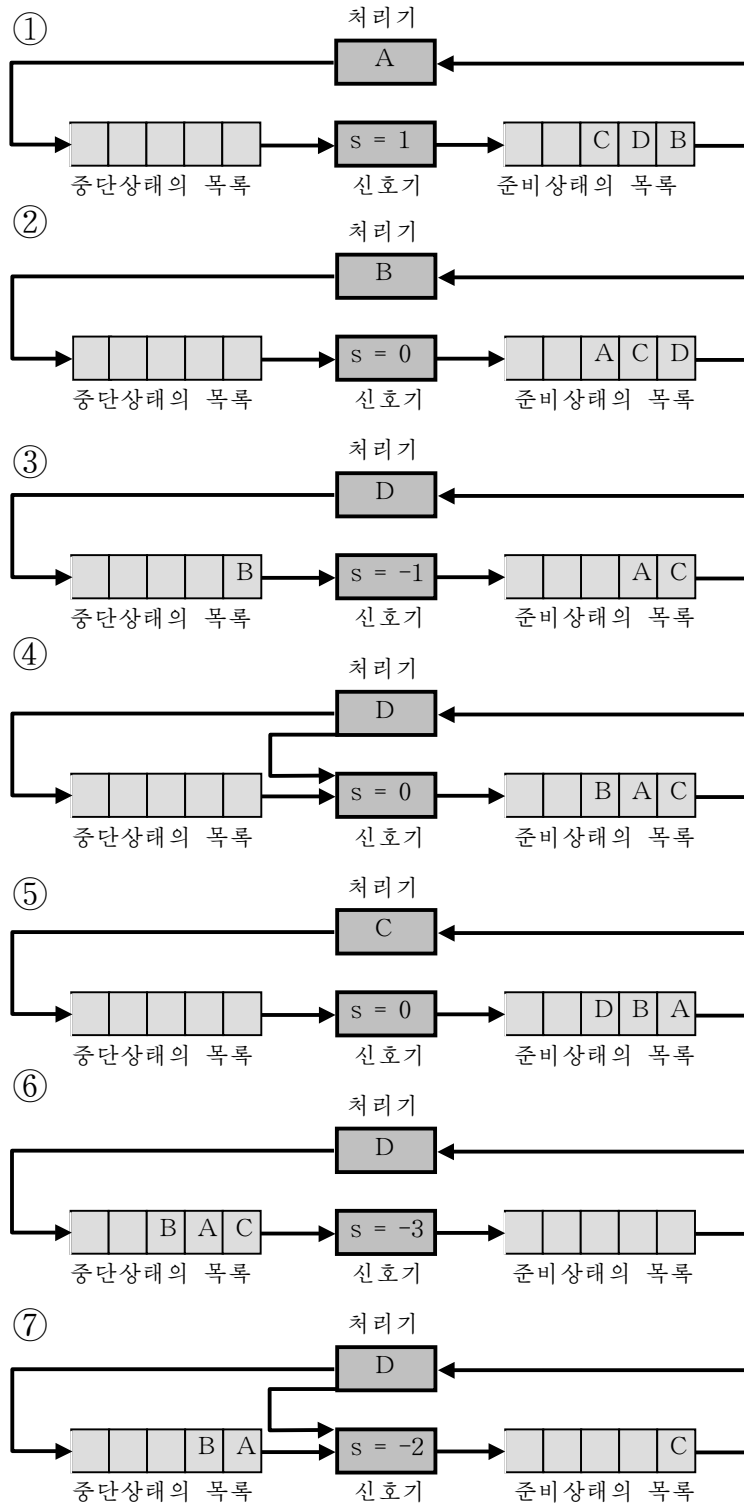 ①
처리기
A
s = 1
C D B
중단상태의 목록 신호기 준비상태의 목록
②
처리기
B
s = 0
A C D
중단상태의 목록 신호기 준비상태의 목록
③
처리기
D
B s = -1 A C
중단상태의 목록 신호기 준비상태의 목록
④
처리기
D
s = 0 B A C
중단상태의 목록 신호기 준비상태의 목록
⑤
처리기
C
s = 0 D B A
중단상태의 목록 신호기 준비상태의 목록
⑥
처리기
D
B A C s = -3
중단상태의 목록 신호기 준비상태의 목록
⑦
처리기
D
B A s = -2 C
중단상태의 목록 신호기 준비상태의 목록